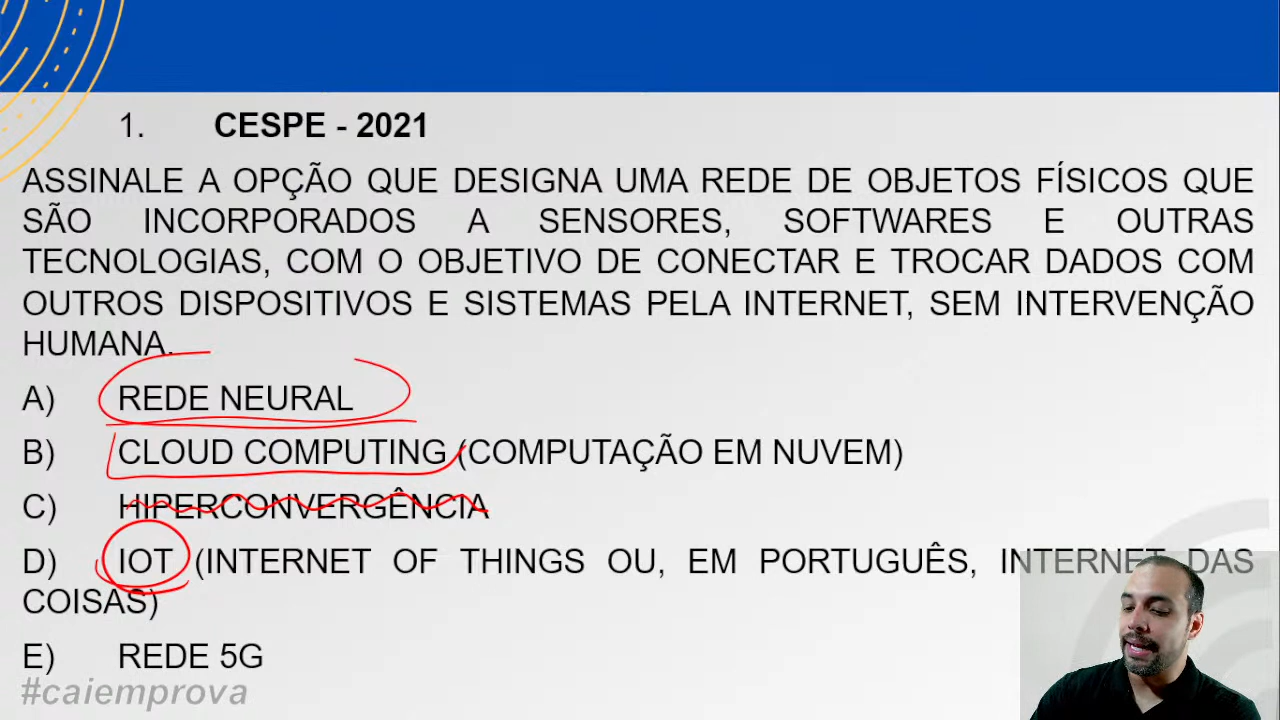 1. CESPE - 2021
ASSINALE A OPÇÃO QUE DESIGNA UMA REDE DE OBJETOS FÍSICOS QUE
SÃO INCORPORADOS A SENSORES, SOFTWARES E OUTRAS
TECNOLOGIAS, COM O OBJETIVO DE CONECTAR E TROCAR DADOS COM
OUTROS DISPOSITIVOS E SISTEMAS PELA INTERNET, SEM INTERVENÇÃO
HUMANA.
A) REDE NEURAL
B) CLOUD COMPUTING (COMPUTAÇÃO EM NUVEM)
C) HIPERCONVERGÊNCIA
D) IOT (INTERNET OF THINGS OU, EM PORTUGUÊS, INTERNET DAS
COISAS)
E) REDE 5G
#caiemprova